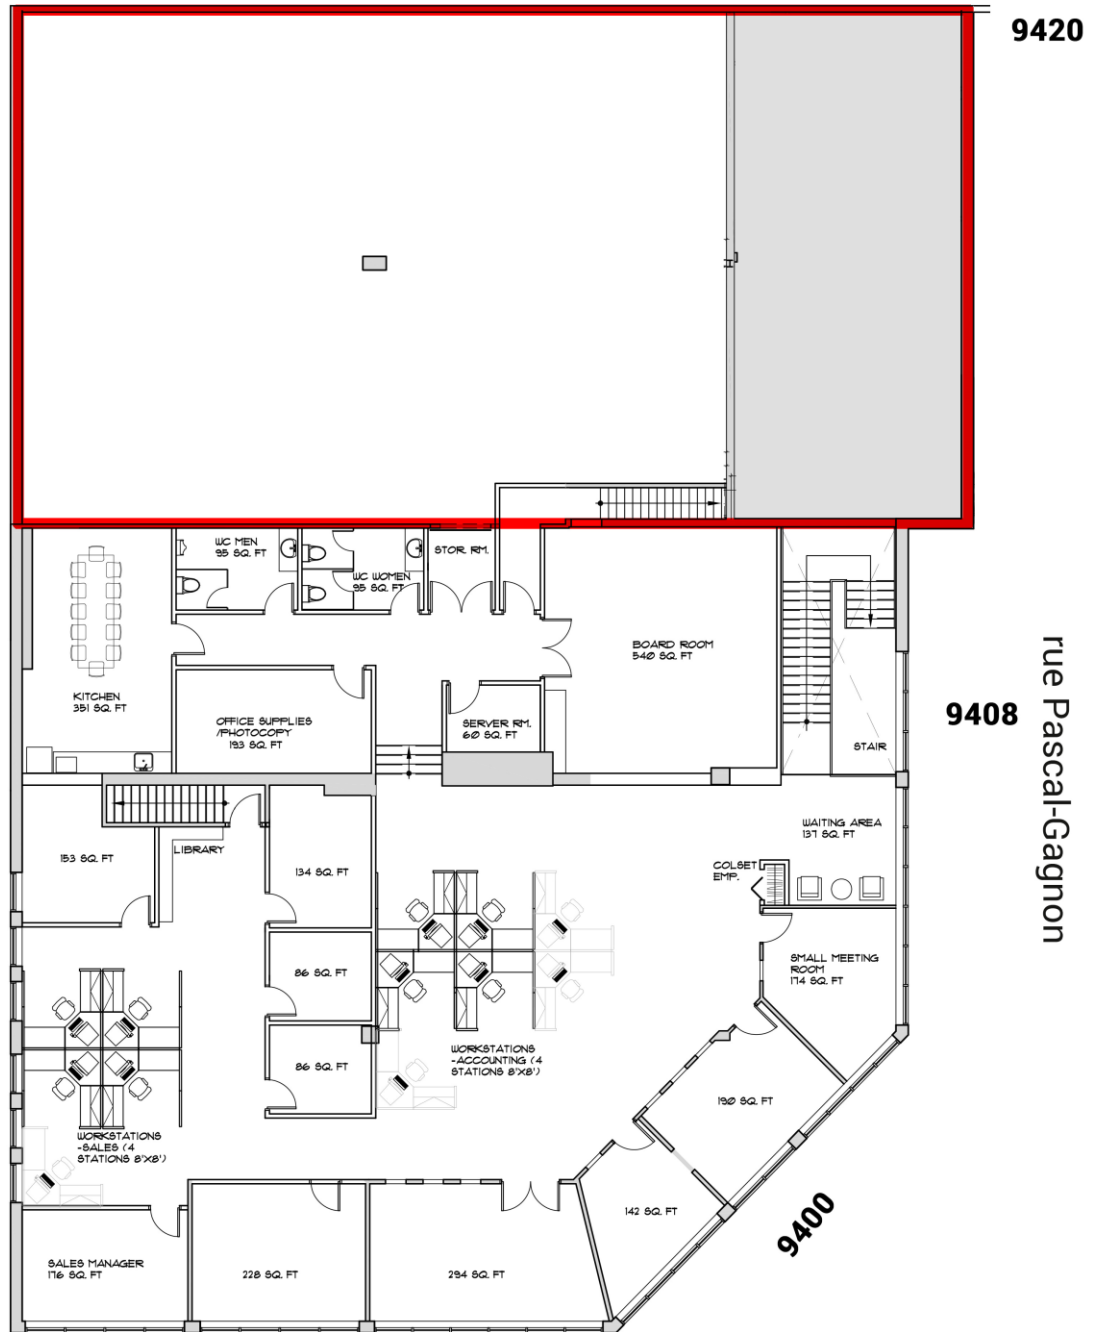 9420
WC MEN
95 SQ. FT
WC WOMEN
95 SQ. FT
STOR. RM.
BOARD ROOM
540 SQ. FT
KITCHEN
351 SQ. FT
OFFICE SUPPLIES
/PHOTOCOPY
193 SQ. FT
SERVER RM.
60 SQ. FT
STAIR
9408
rue Pascal-Gagnon
WAITING AREA
137 SQ. FT
LIBRARY
153 SQ. FT
134 SQ. FT
COLSET
EMP.
SMALL MEETING
ROOM
174 SQ. FT
86 SQ. FT
WORKSTATIONS
-ACCOUNTING (4
STATIONS 8'X8')
86 SQ. FT
190 SQ. FT
WORKSTATIONS
-SALES (4
STATIONS 8'X8')
142 SQ. FT
9400
SALES MANAGER
176 SQ. FT
228 SQ. FT
294 SQ. FT